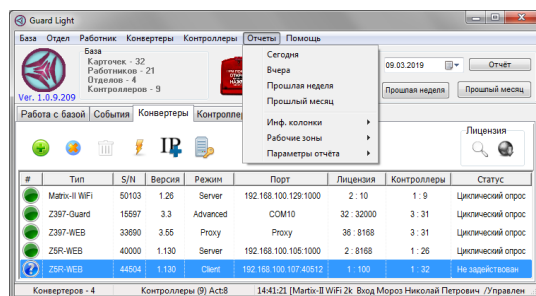 Guard Light
База Отдел Работник Конвертеры Контроллеры Отчеты Помощь
База
Карточек - 32
Работников - 21
Отделов - 4
Контроллеров - 9
Ver. 1.0.9.209
Сегодня
Вчера
Прошлая неделя
Прошлый месяц
Инф. колонки
Рабочие зоны
Параметры отчёта
09.03.2019 Отчёт
Прошлая неделя Прошлый месяц
Работа с базой События Конвертеры Контролле
Лицензия
IP
# Тип S/N Версия Режим Порт Лицензия Контроллеры Статус
Matrix-II WiFi 50103 1.26 Server 192.168.100.129:1000 2 : 10 1 : 9 Циклический опрос
Z397-Guard 15597 3.3 Advanced COM10 32 : 32000 3 : 31 Циклический опрос
Z397-WEB 33690 3.55 Proxy Proxy 36 : 8168 3 : 31 Циклический опрос
Z5R-WEB 40000 1.130 Server 192.168.100.105:1000 2 : 8168 1 : 26 Циклический опрос
Z5R-WEB 44504 1.130 Client 192.168.100.107:40512 1 : 100 1 : 32 Не задействован
Конвертеров - 4 Контроллеры (9) Act:8 14:41:21 [Martix-II WiFi 2k Вход Мороз Николай Петрович /Управлен